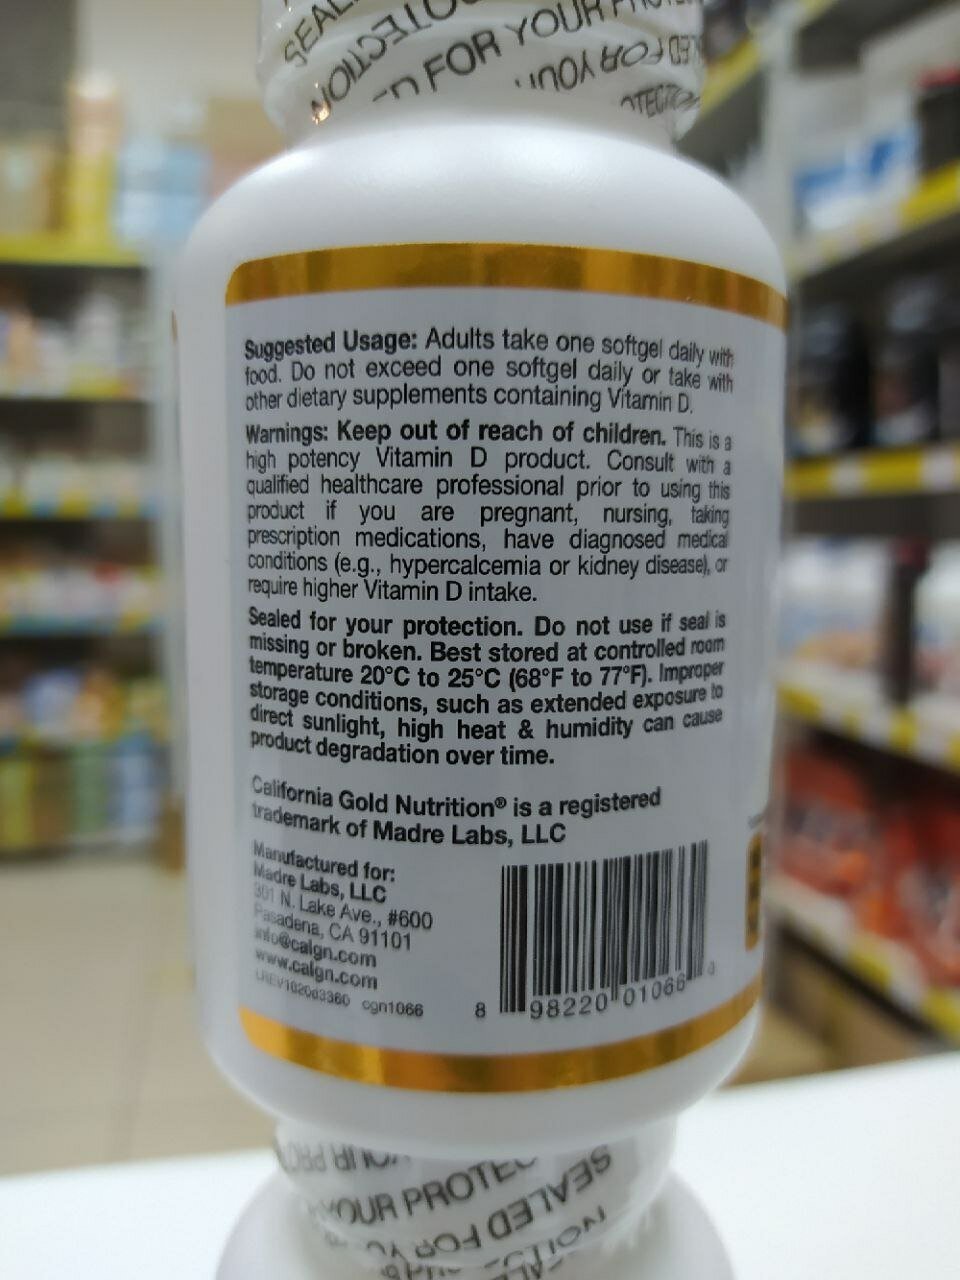 SEALED FOR YOUR
Suggested Usage: Adults take one softgel daily with
food. Do not exceed one softgel daily or take with
other dietary supplements containing Vitamin D.
Warnings: Keep out of reach of children. This is a
high potency Vitamin D product. Consult with a
qualified healthcare professional prior to using this
product if you are pregnant, nursing, taking
prescription medications, have diagnosed medical
conditions (e.g., hypercalcemia or kidney disease), or
require higher Vitamin D intake.
Sealed for your protection. Do not use if seal is
missing or broken. Best stored at controlled room
temperature 20°C to 25°C (68°F to 77°F). Improper
storage conditions, such as extended exposure to
direct sunlight, high heat & humidity can cause
product degradation over time.
California Gold Nutrition® is a registered
trademark of Madre Labs, LLC
Manufactured for:
Madre Labs, LLC
301 N. Lake Ave., #600
Pasadena, CA 91101
info@calgn.com
www.calgn.com
cgn1066
8 98220 01066 0
YOUR
SEALED FOR